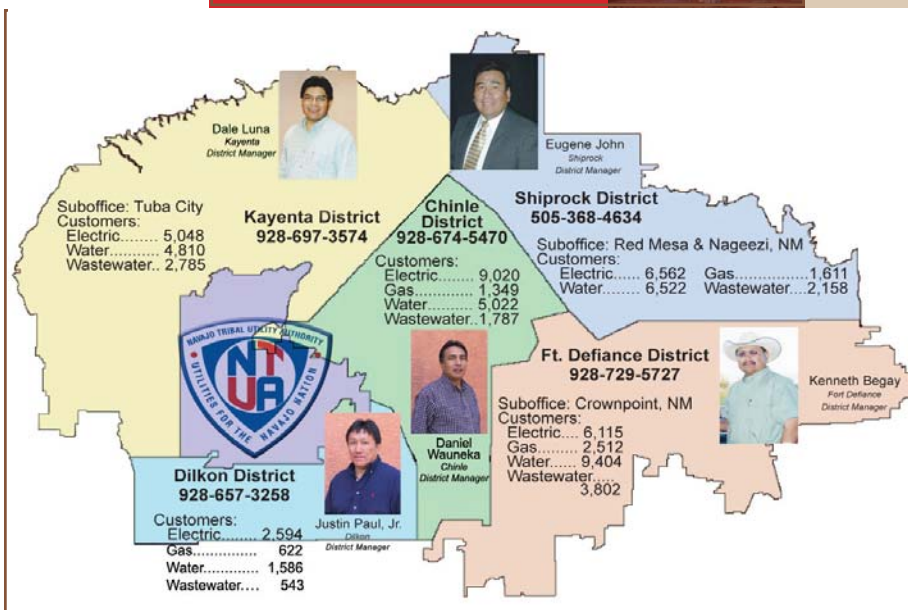 Dale Luna
Kayenta
District Manager
Eugene John
Shiprock
District Manager
Suboffice: Tuba City
Customers:
Electric........ 5,048
Water.......... 4,810
Wastewater.. 2,785
Kayenta District
928-697-3574
Chinle
District
928-674-5470
Customers:
Electric.......... 9,020
Gas.............. 1,349
Water............ 5,022
Wastewater..1,787
Shiprock District
505-368-4634
Suboffice: Red Mesa & Nageezi, NM
Customers:
Electric...... 6,562 Gas...............1,611
Water........ 6,522 Wastewater....2,158
NAVAJO TRIBAL UTILITY AUTHORITY
NTUA
UTILITIES FOR THE NAVAJO NATION
Daniel
Wauneka
Chinle
District Manager
Ft. Defiance District
928-729-5727
Suboffice: Crownpoint, NM
Customers:
Electric.... 6,115
Gas......... 2,512
Water...... 9,404
Wastewater.....
3,802
Kenneth Begay
Fort Defiance
District Manager
Dilkon District
928-657-3258
Customers:
Electric........ 2,594
Gas............... 622
Water............. 1,586
Wastewater.... 543
Justin Paul, Jr.
Dilkon
District Manager